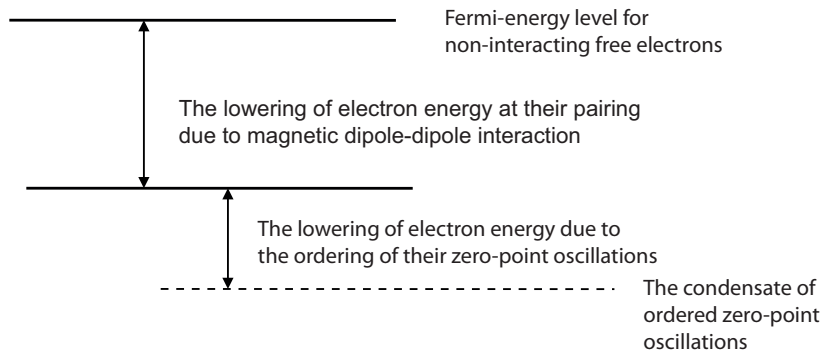 Fermi-energy level for
non-interacting free electrons
The lowering of electron energy at their pairing
due to magnetic dipole-dipole interaction
The lowering of electron energy due to
the ordering of their zero-point oscillations
The condensate of
ordered zero-point
oscillations